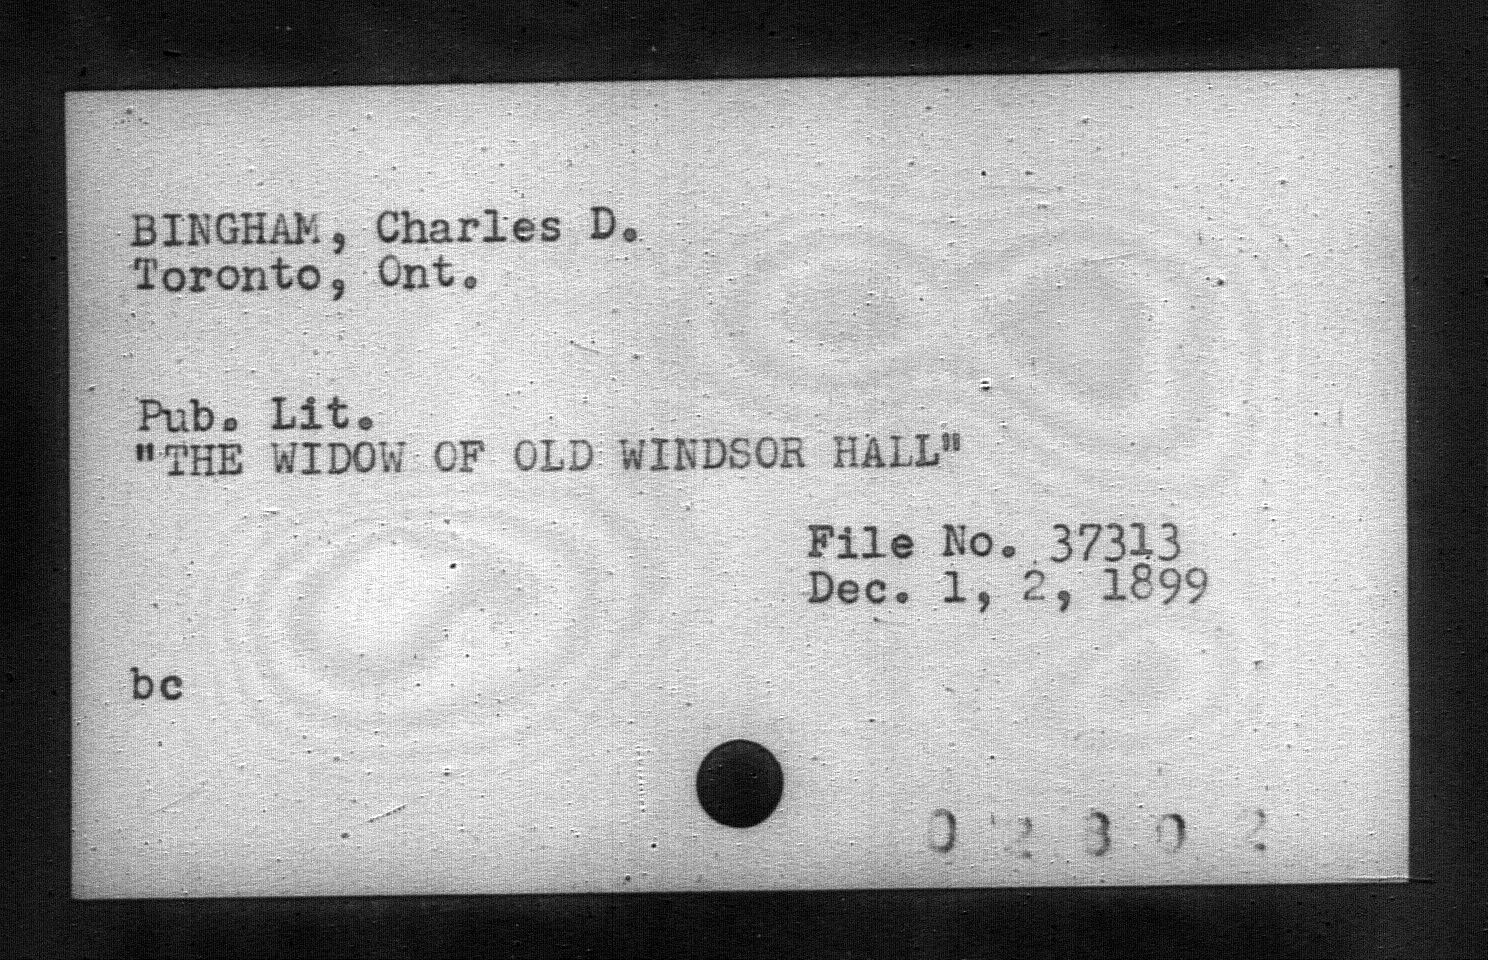 BINGHAM, Charles D.
Toronto, Ont.
Pub. Lit.
"THE WIDOW OF OLD WINDSOR HALL"
File No. 37313
Dec. 1, 2, 1899
bc
0 2 3 0 2